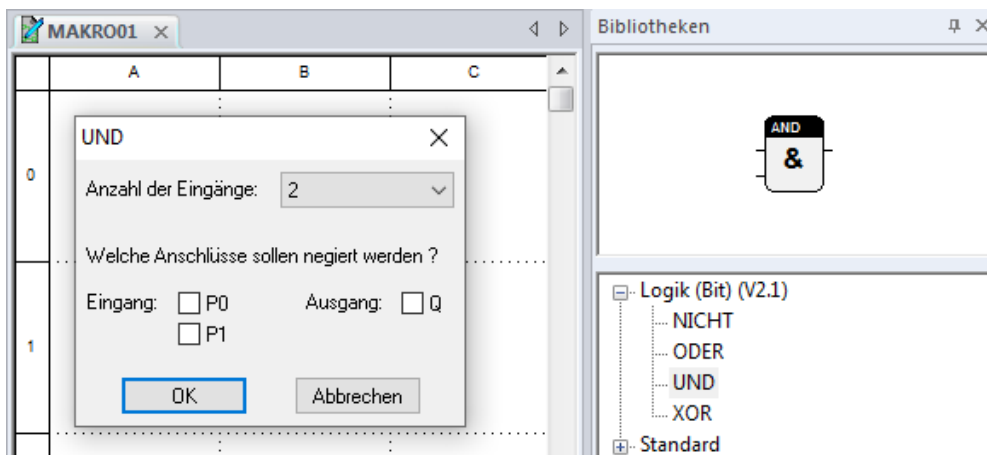 MAKRO01
A B C
0
1
UND
Anzahl der Eingänge: 2
Welche Anschlüsse sollen negiert werden ?
Eingang: P0 Ausgang: Q
P1
OK Abbrechen
Bibliotheken
AND
&
Logik (Bit) (V2.1)
NICHT
ODER
UND
XOR
Standard